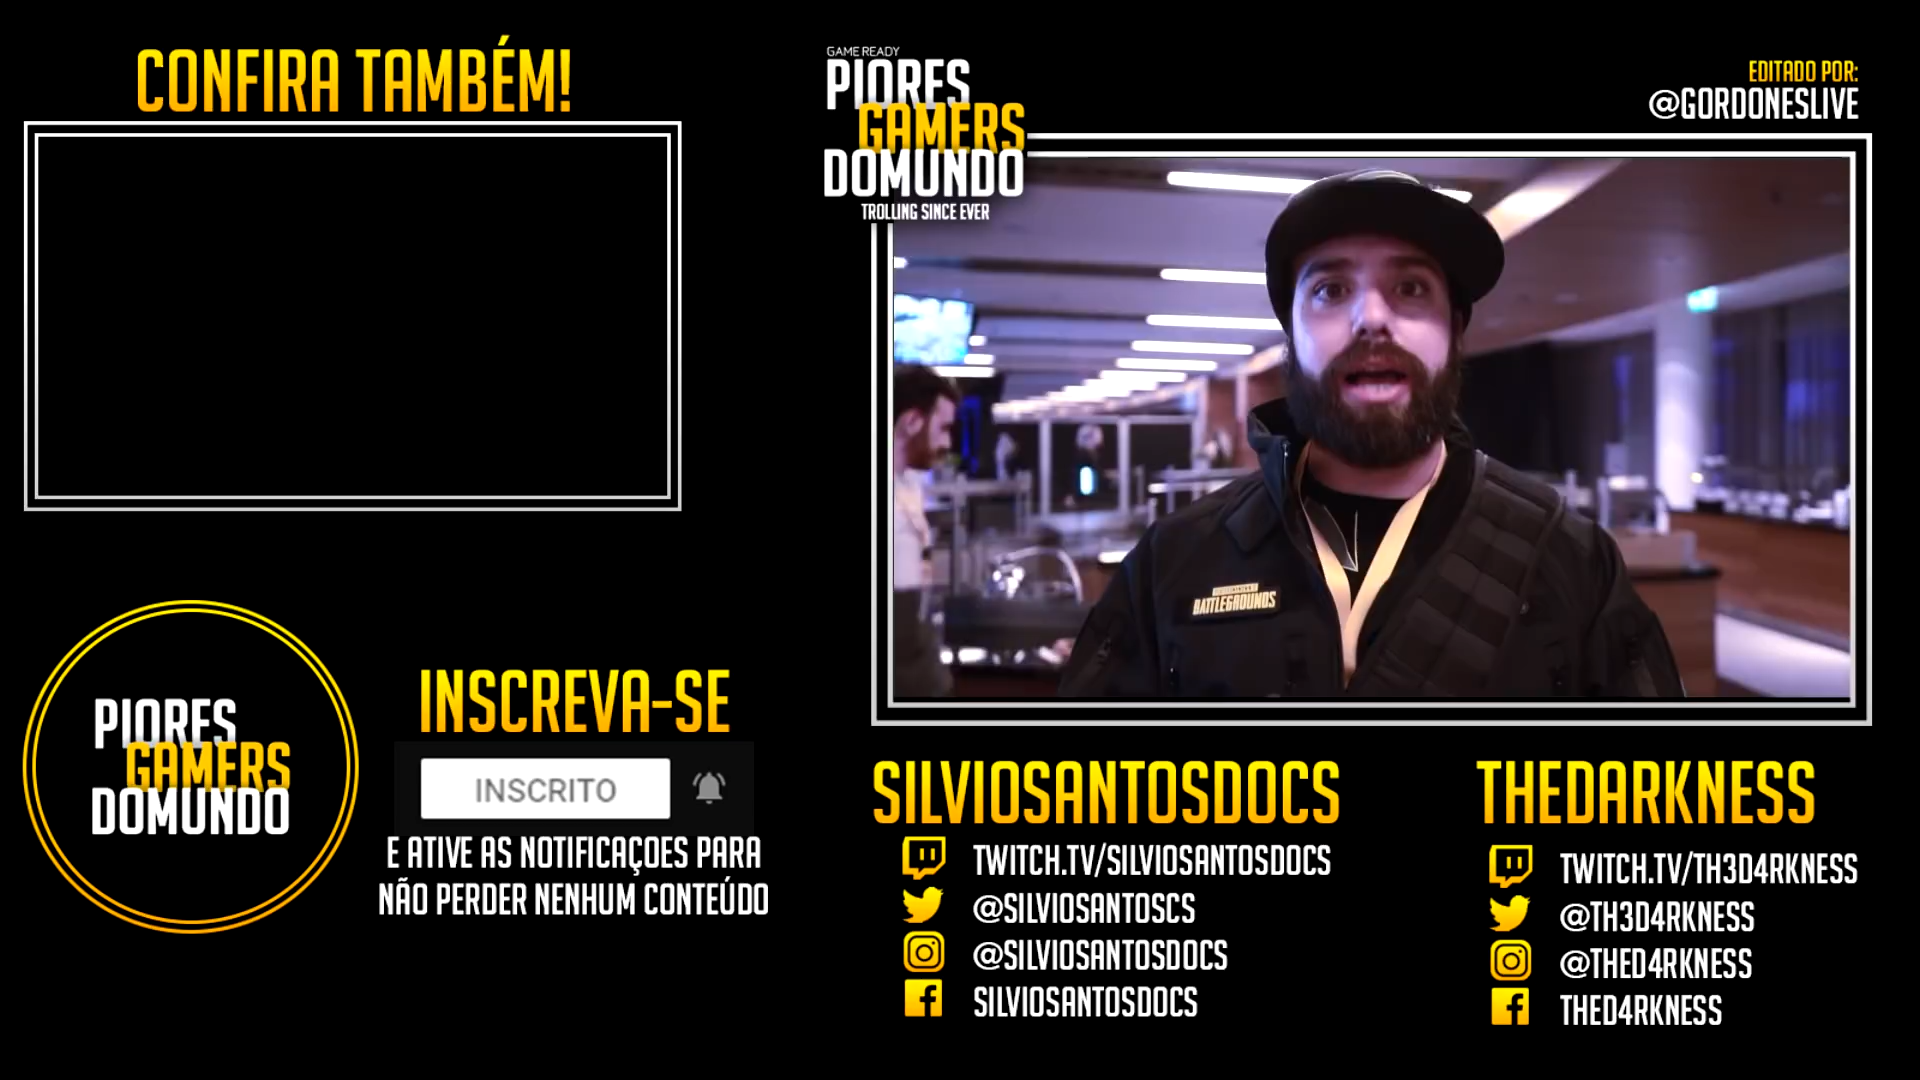 CONFIRA TAMBÉM!
GAME READY
PIORES
GAMERS
DOMUNDO
TROLLING SINCE EVER
EDITADO POR:
@GORDONESLIVE
BATTLEGROUNDS
PIORES
GAMERS
DOMUNDO
INSCREVA-SE
INSCRITO
E ATIVE AS NOTIFICAÇOES PARA
NÃO PERDER NENHUM CONTEÚDO
SILVIOSANTOSDOCS
TWITCH.TV/SILVIOSANTOSDOCS
@SILVIOSANTOSCS
@SILVIOSANTOSDOCS
SILVIOSANTOSDOCS
THEDARKNESS
TWITCH.TV/TH3D4RKNESS
@TH3D4RKNESS
@THED4RKNESS
THED4RKNESS